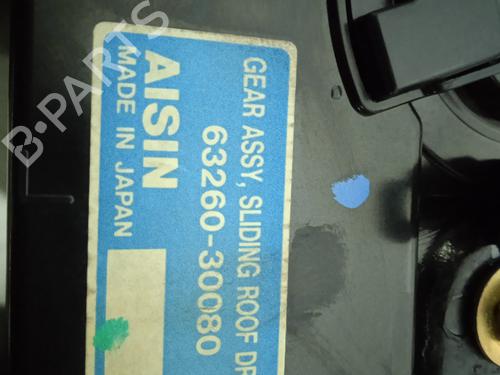 GEAR ASSY, SLIDING ROOF DR
63260-30080
AISIN
MADE IN JAPAN
B-PARTS